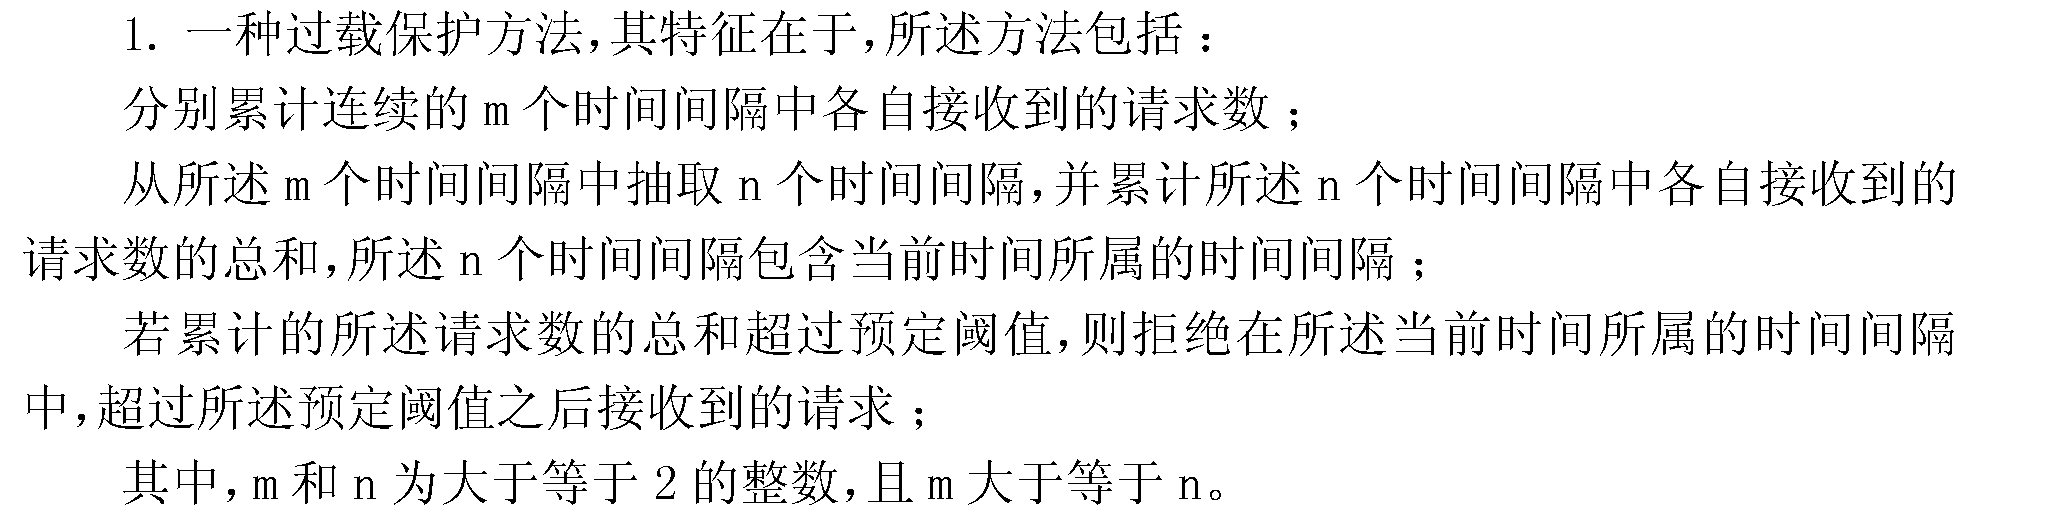 1. 一种过载保护方法,其特征在于,所述方法包括：
分别累计连续的 m 个时间间隔中各自接收到的请求数；
从所述 m 个时间间隔中抽取 n 个时间间隔,并累计所述 n 个时间间隔中各自接收到的
请求数的总和,所述 n 个时间间隔包含当前时间所属的时间间隔；
若累计的所述请求数的总和超过预定阈值,则拒绝在所述当前时间所属的时间间隔
中,超过所述预定阈值之后接收到的请求；
其中,m 和 n 为大于等于 2 的整数,且 m 大于等于 n。